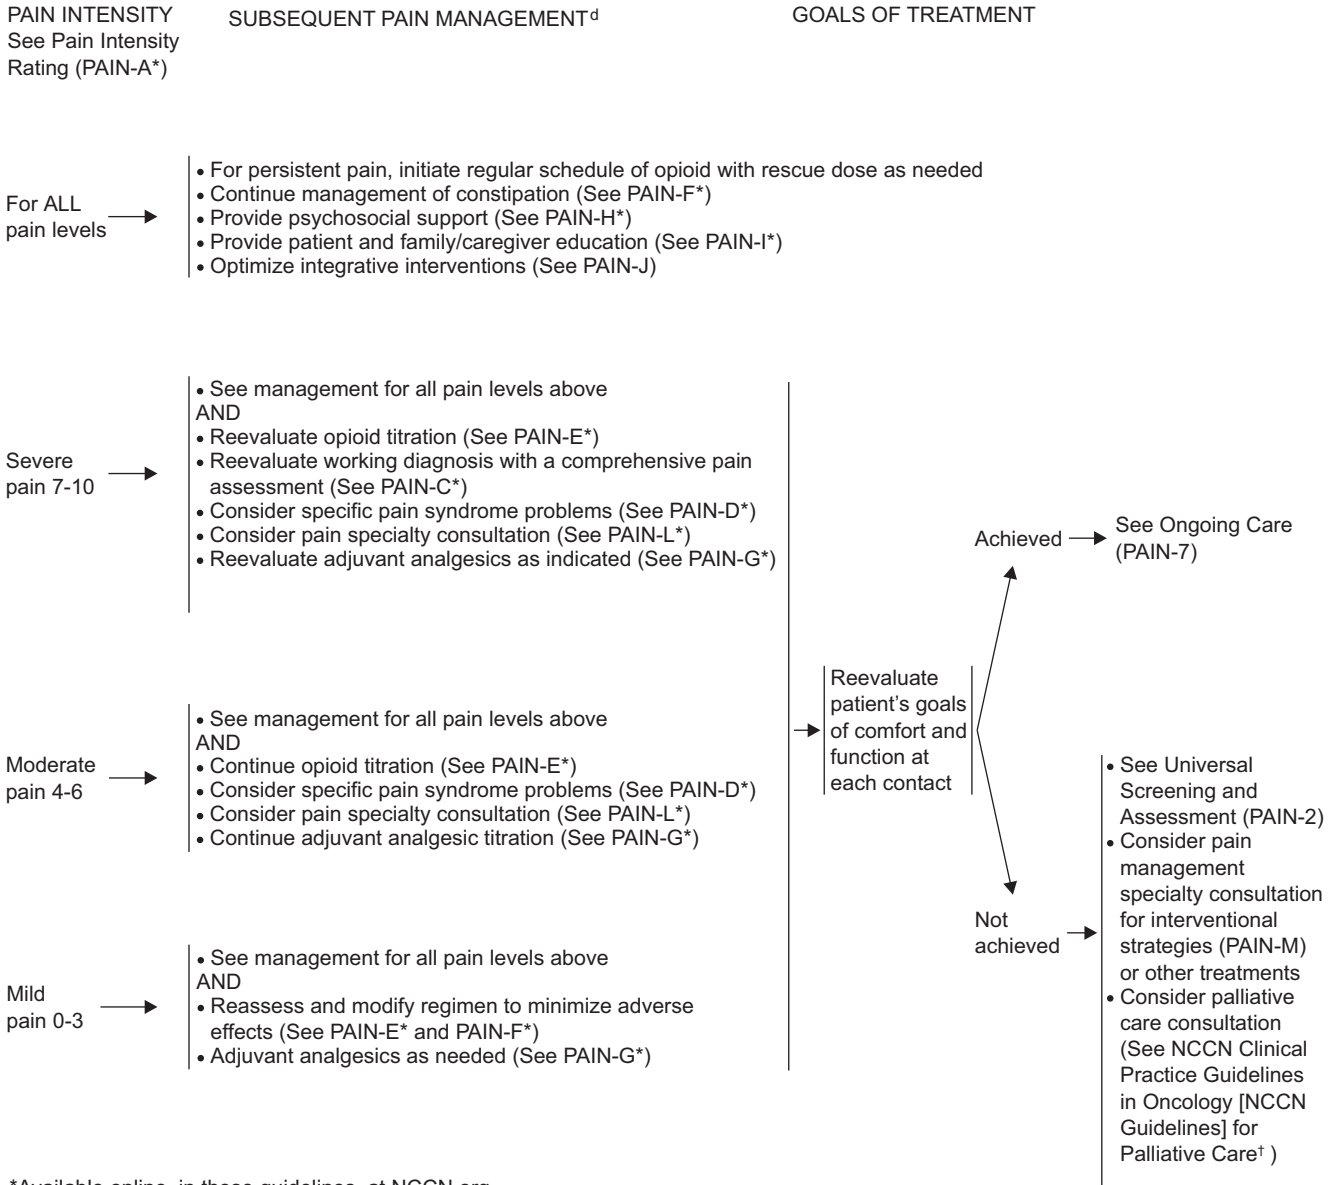 PAIN INTENSITY
See Pain Intensity
Rating (PAIN-A*)
SUBSEQUENT PAIN MANAGEMENTᵈ
GOALS OF TREATMENT
For ALL
pain levels
• For persistent pain, initiate regular schedule of opioid with rescue dose as needed
• Continue management of constipation (See PAIN-F*)
• Provide psychosocial support (See PAIN-H*)
• Provide patient and family/caregiver education (See PAIN-I*)
• Optimize integrative interventions (See PAIN-J)
Severe
pain 7-10
• See management for all pain levels above
AND
• Reevaluate opioid titration (See PAIN-E*)
• Reevaluate working diagnosis with a comprehensive pain
assessment (See PAIN-C*)
• Consider specific pain syndrome problems (See PAIN-D*)
• Consider pain specialty consultation (See PAIN-L*)
• Reevaluate adjuvant analgesics as indicated (See PAIN-G*)
Moderate
pain 4-6
• See management for all pain levels above
AND
• Continue opioid titration (See PAIN-E*)
• Consider specific pain syndrome problems (See PAIN-D*)
• Consider pain specialty consultation (See PAIN-L*)
• Continue adjuvant analgesic titration (See PAIN-G*)
Mild
pain 0-3
• See management for all pain levels above
AND
• Reassess and modify regimen to minimize adverse
effects (See PAIN-E* and PAIN-F*)
• Adjuvant analgesics as needed (See PAIN-G*)
Reevaluate
patient's goals
of comfort and
function at
each contact
Achieved
See Ongoing Care
(PAIN-7)
Not
achieved
• See Universal
Screening and
Assessment (PAIN-2)
• Consider pain
management
specialty consultation
for interventional
strategies (PAIN-M)
or other treatments
• Consider palliative
care consultation
(See NCCN Clinical
Practice Guidelines
in Oncology [NCCN
Guidelines] for
Palliative Care† )
*Available online, in these guidelines, at NCCN.org